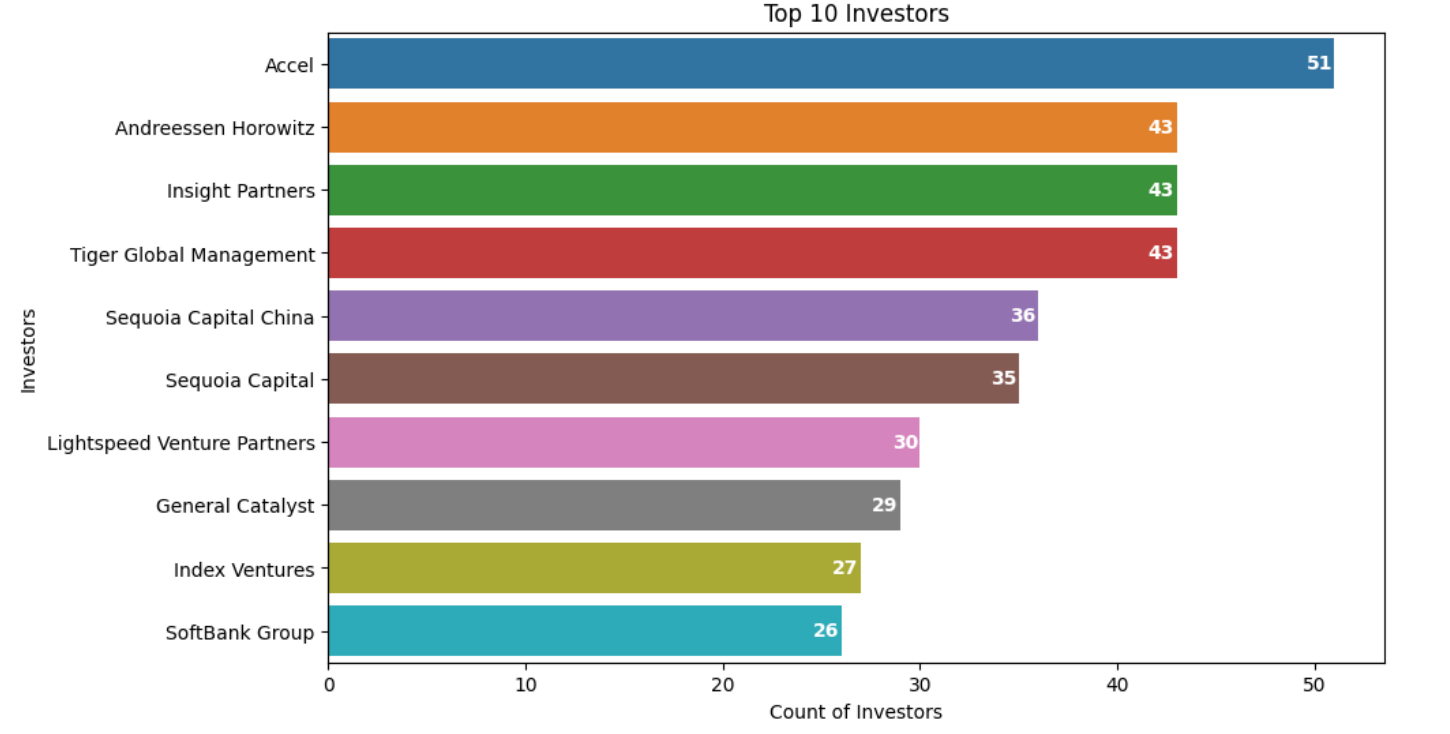 Top 10 Investors
Investors
Accel 51
Andreessen Horowitz 43
Insight Partners 43
Tiger Global Management 43
Sequoia Capital China 36
Sequoia Capital 35
Lightspeed Venture Partners 30
General Catalyst 29
Index Ventures 27
SoftBank Group 26
0 10 20 30 40 50
Count of Investors